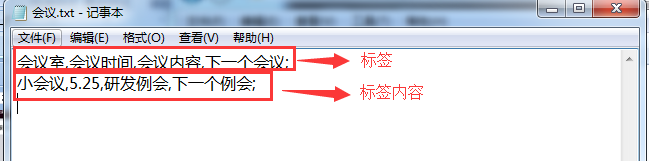 会议.txt - 记事本
文件(F) 编辑(E) 格式(O) 查看(V) 帮助(H)
会议室,会议时间,会议内容,下一个会议;
标签
小会议,5.25,研发例会,下一个例会;
标签内容